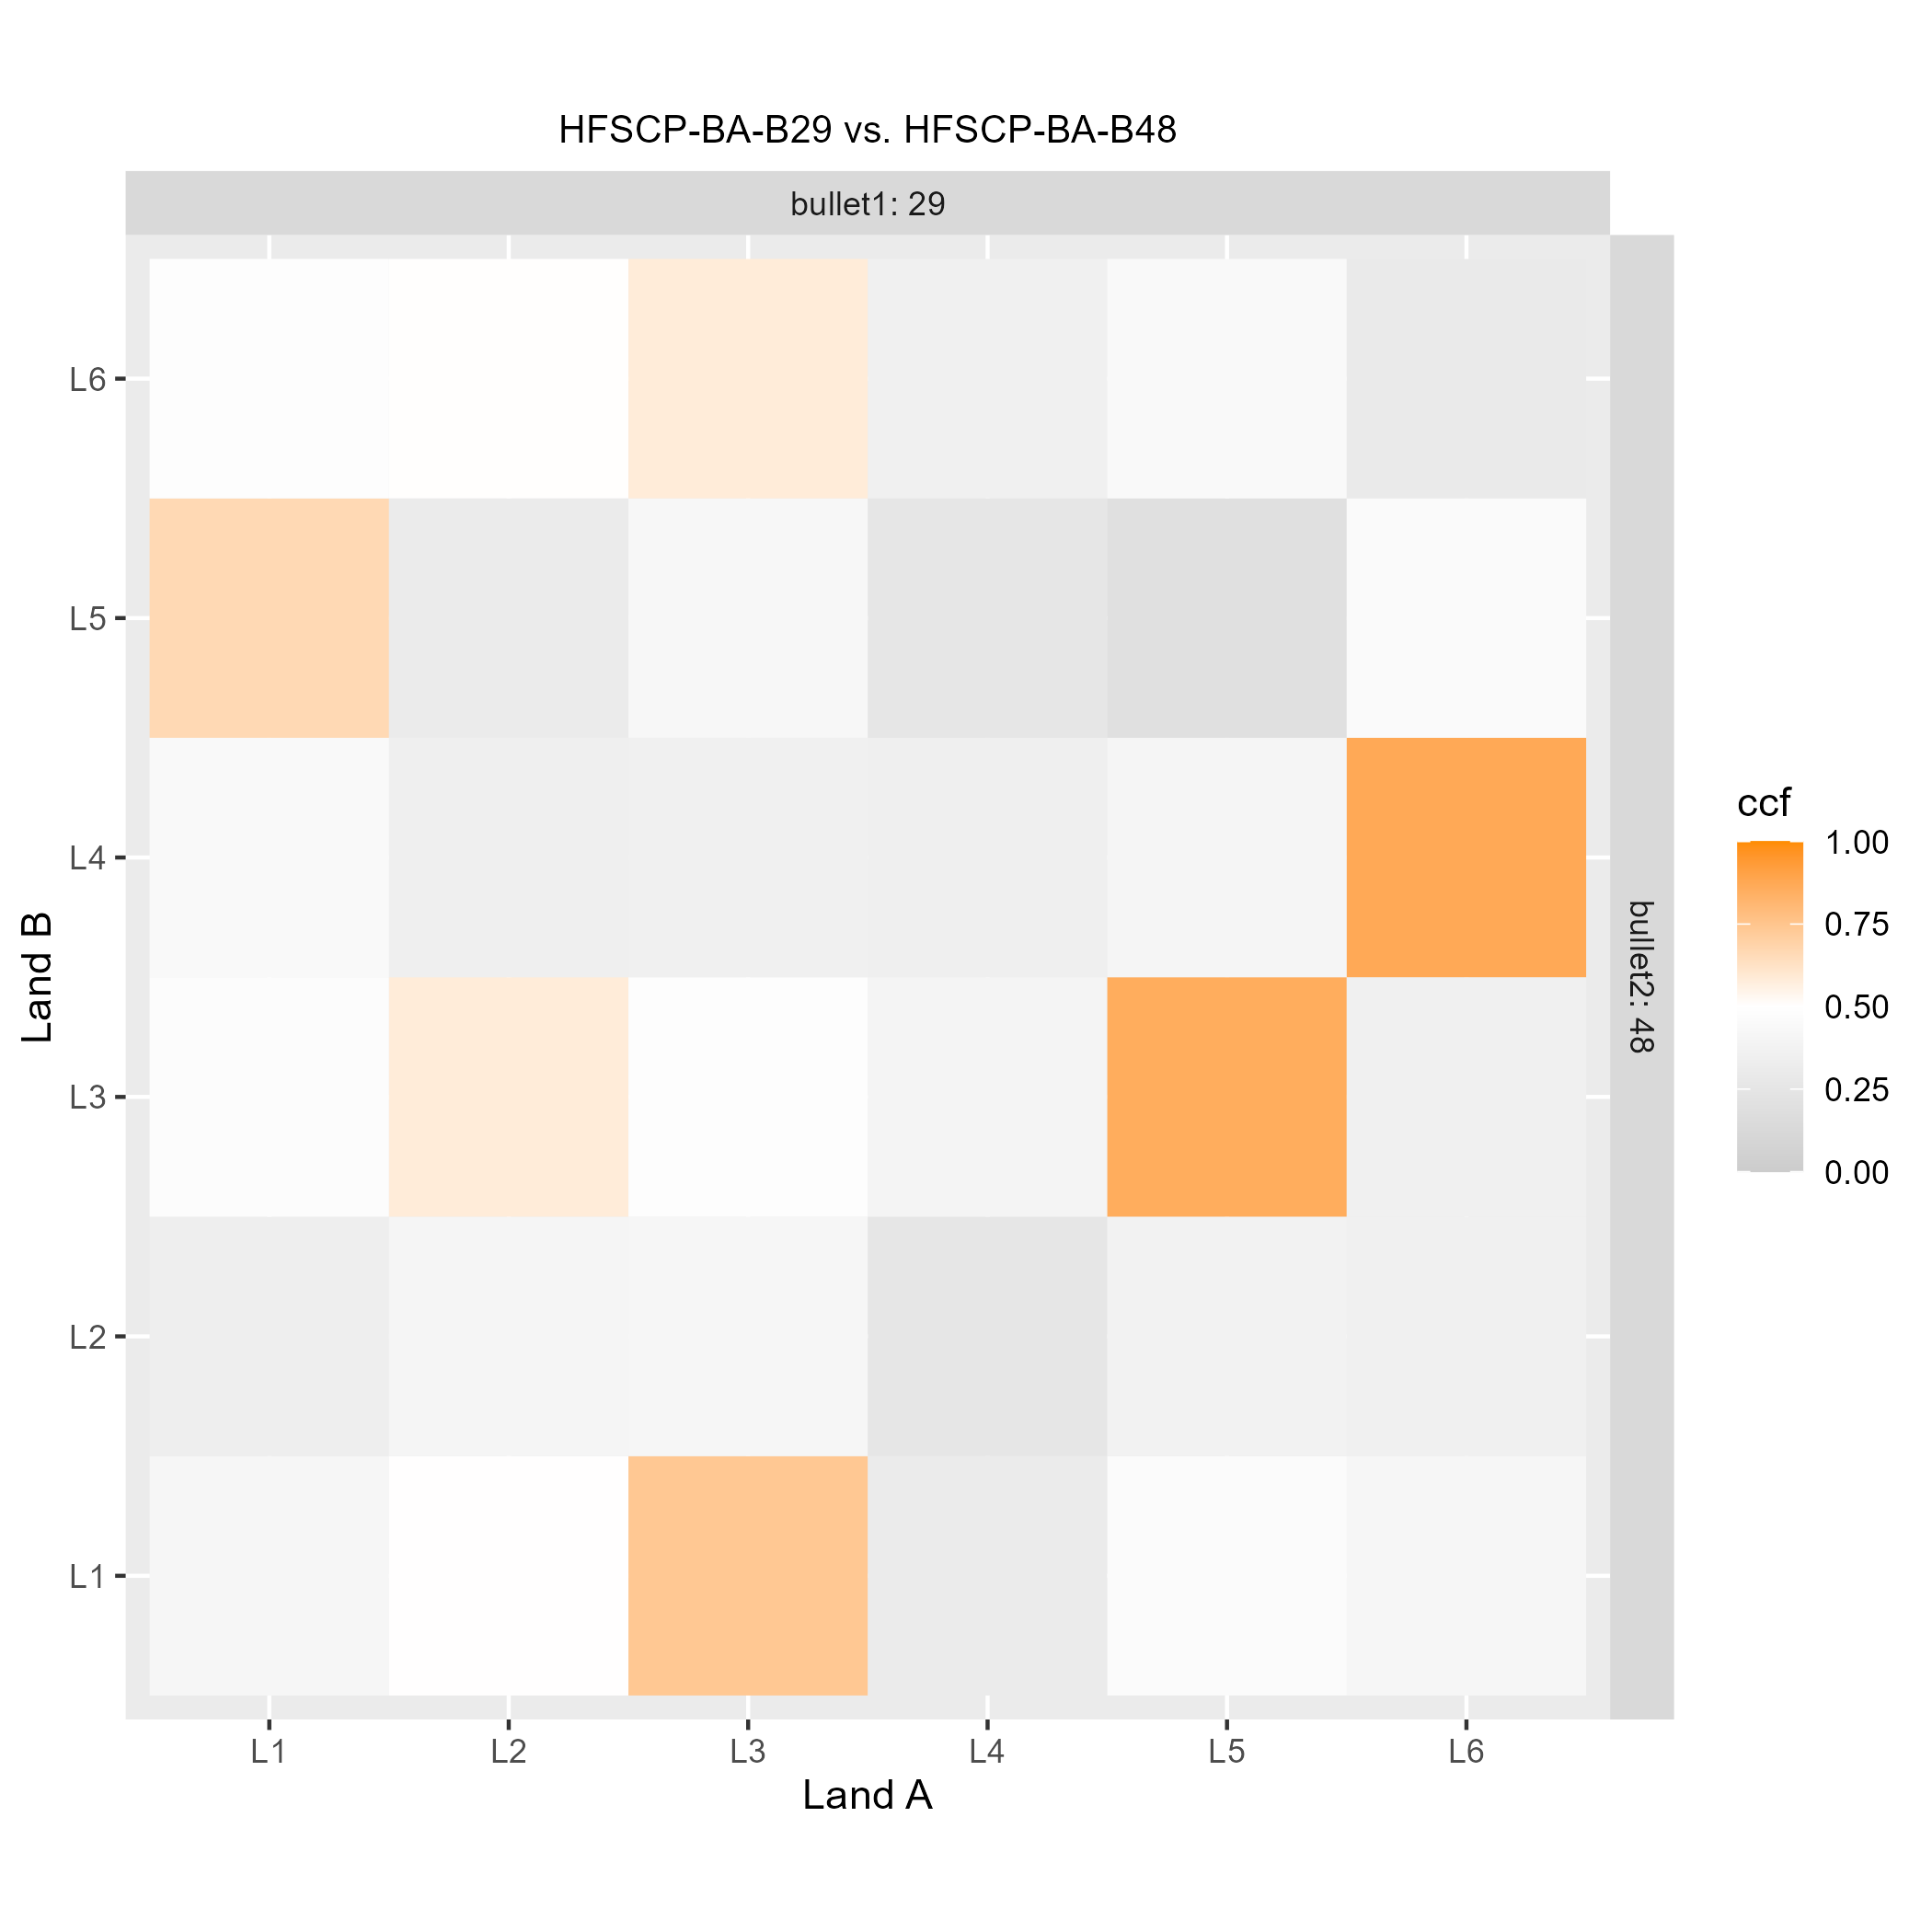 HFSCP-BA-B29 vs. HFSCP-BA-B48
bullet1: 29
L6
L5
L4
L3
L2
L1
Land B
bullet2: 48
ccf
1.00
0.75
0.50
0.25
0.00
L1 L2 L3 L4 L5 L6
Land A